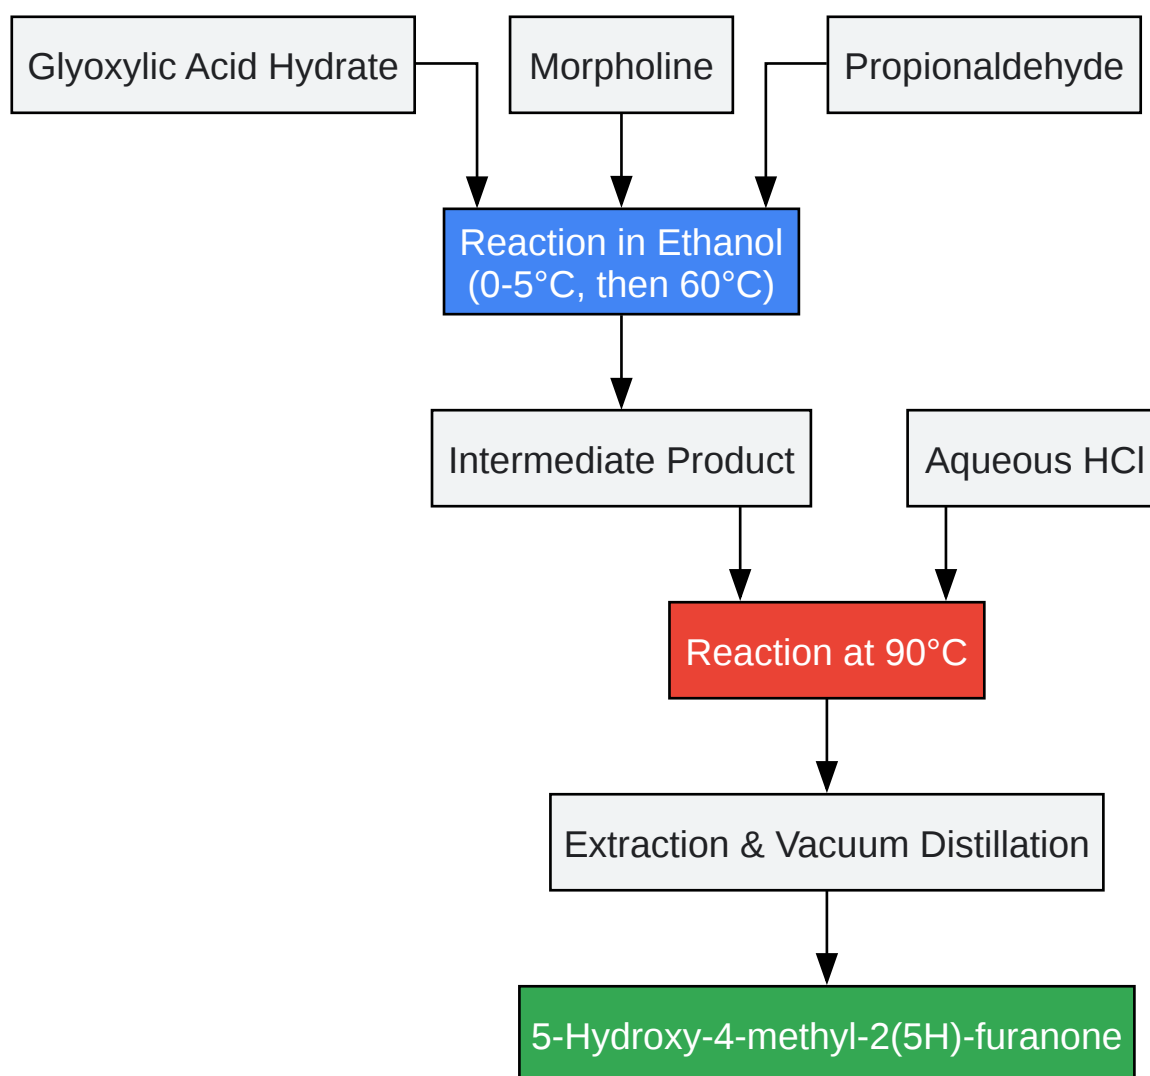 Glyoxylic Acid Hydrate
Morpholine
Propionaldehyde
Reaction in Ethanol
(0-5°C, then 60°C)
Intermediate Product
Aqueous HCl
Reaction at 90°C
Extraction & Vacuum Distillation
5-Hydroxy-4-methyl-2(5H)-furanone